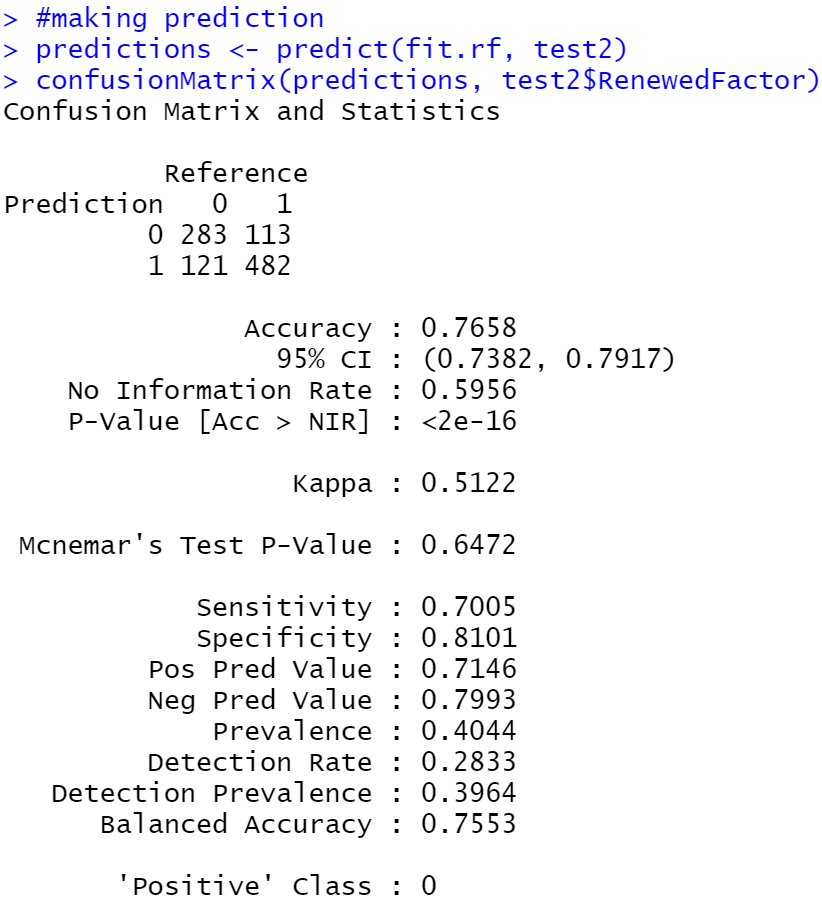 > #making prediction
> predictions <- predict(fit.rf, test2)
> confusionMatrix(predictions, test2$RenewedFactor)
Confusion Matrix and Statistics
Reference
Prediction 0 1
0 283 113
1 121 482
Accuracy : 0.7658
95% CI : (0.7382, 0.7917)
No Information Rate : 0.5956
P-Value [Acc > NIR] : <2e-16
Kappa : 0.5122
Mcnemar's Test P-Value : 0.6472
Sensitivity : 0.7005
Specificity : 0.8101
Pos Pred Value : 0.7146
Neg Pred Value : 0.7993
Prevalence : 0.4044
Detection Rate : 0.2833
Detection Prevalence : 0.3964
Balanced Accuracy : 0.7553
'Positive' Class : 0